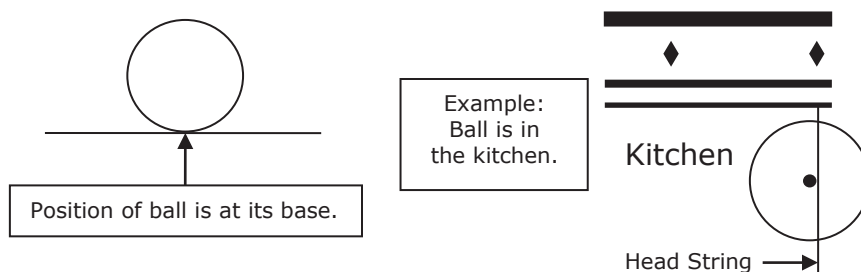 Position of ball is at its base.
Example:
Ball is in
the kitchen.
Kitchen
Head String